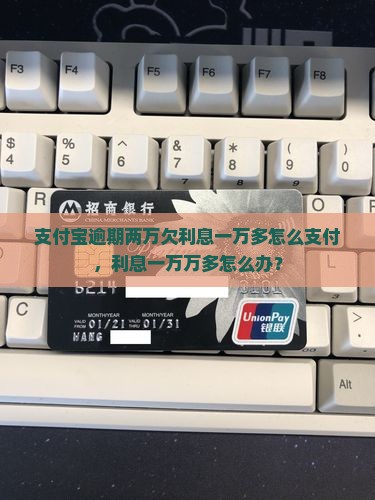 F3 F4 F5 F6 F7 F8
$ 4 % 5 ^ 6 & 7 * 8 ( 9 ) 0
R
招商银行
CHINA MERCHANTS BANK
支付宝逾期两万欠利息一万多怎么支付
，利息一万万多怎么办？
6214 0101
MONTH/YEAR MONTH/YEAR
VALID FROM 01/21 VALID THRU 01/31
WANG
UnionPay
银联
C
Alt